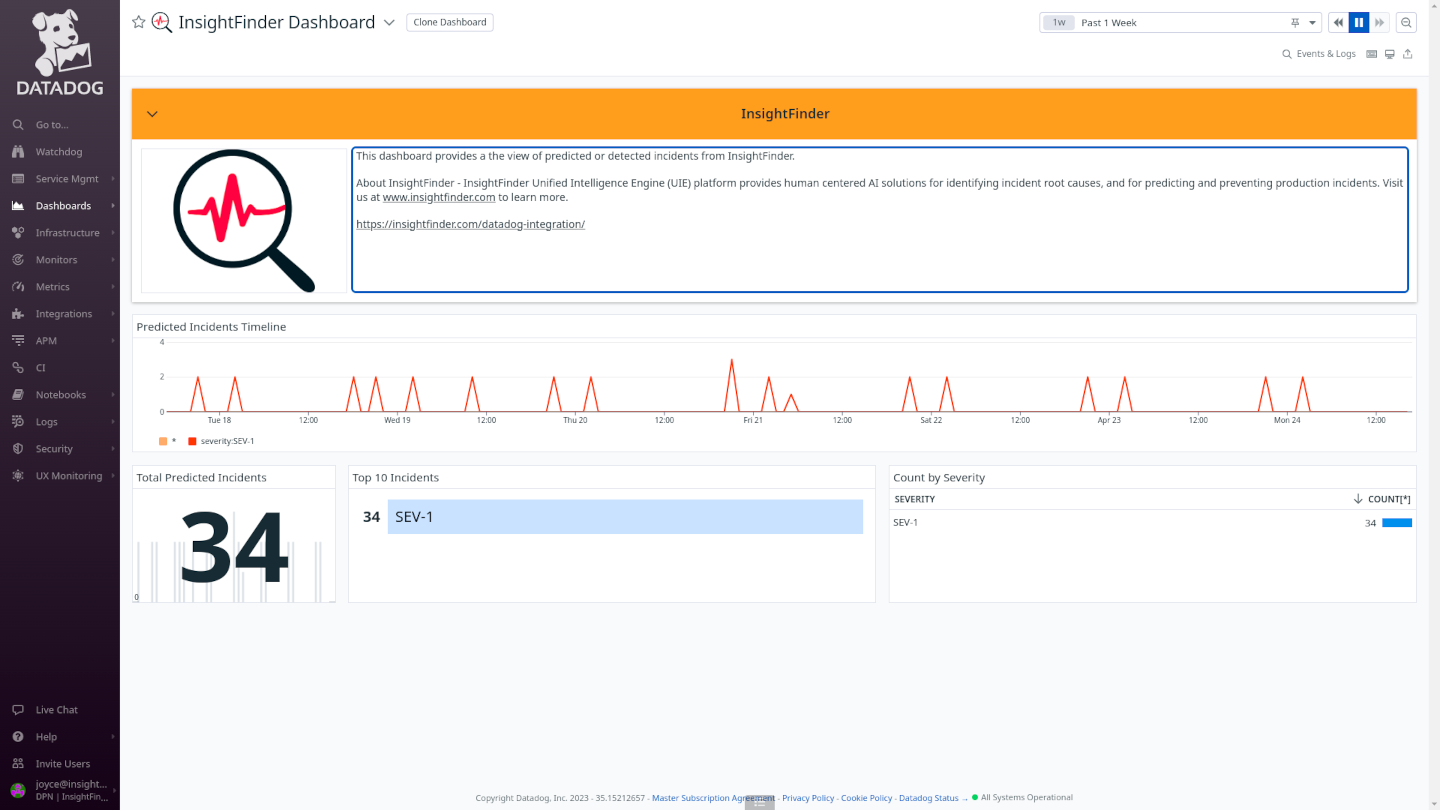 InsightFinder Dashboard
Clone Dashboard
1w Past 1 Week
Events & Logs
DATADOG
Go to...
Watchdog
Service Mgmt
Dashboards
Infrastructure
Monitors
Metrics
Integrations
APM
CI
Notebooks
Logs
Security
UX Monitoring
Live Chat
Help
Invite Users
joyce@insight...
DPN | InsightFin...
InsightFinder
This dashboard provides a the view of predicted or detected incidents from InsightFinder.
About InsightFinder - InsightFinder Unified Intelligence Engine (UIE) platform provides human centered AI solutions for identifying incident root causes, and for predicting and preventing production incidents. Visit
us at www.insightfinder.com to learn more.
https://insightfinder.com/datadog-integration/
Predicted Incidents Timeline
4
2
0
Tue 18 12:00 Wed 19 12:00 Thu 20 12:00 Fri 21 12:00 Sat 22 12:00 Apr 23 12:00 Mon 24 12:00
* severity:SEV-1
Total Predicted Incidents
34
0
Top 10 Incidents
34 SEV-1
Count by Severity
SEVERITY COUNT[*]
SEV-1 34
Copyright Datadog, Inc. 2023 - 35.15212657 - Master Subscription Agreement - Privacy Policy - Cookie Policy - Datadog Status → All Systems Operational